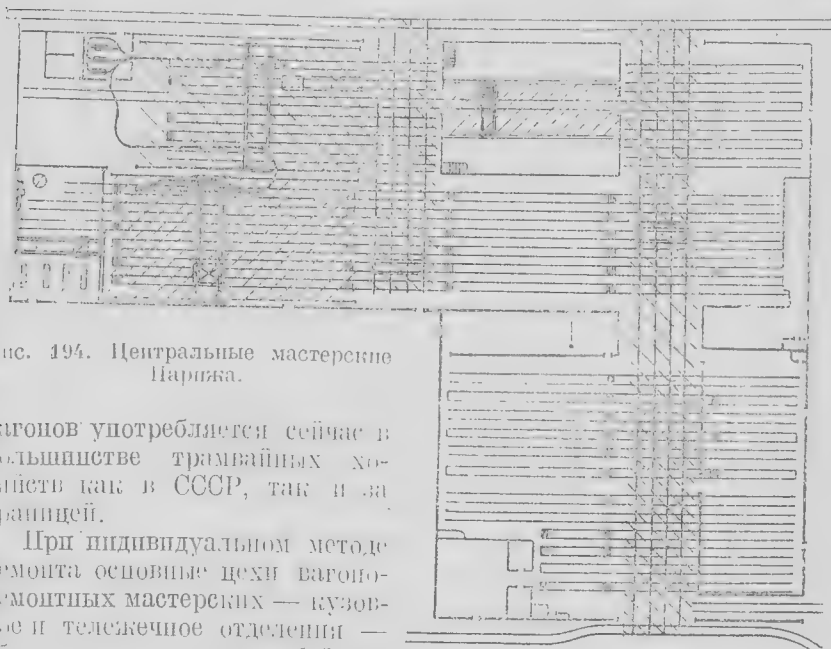 ис. 194. Центральные мастерские
Парижа.
агонов употребляется сейчас в
ольшинстве трамвайных хо-
яйств как в СССР, так и за
раницей.
При индивидуальном методе
емонта основные цехи вагоно-
емонтных мастерских — кузов-
ое и тележечное отделения —